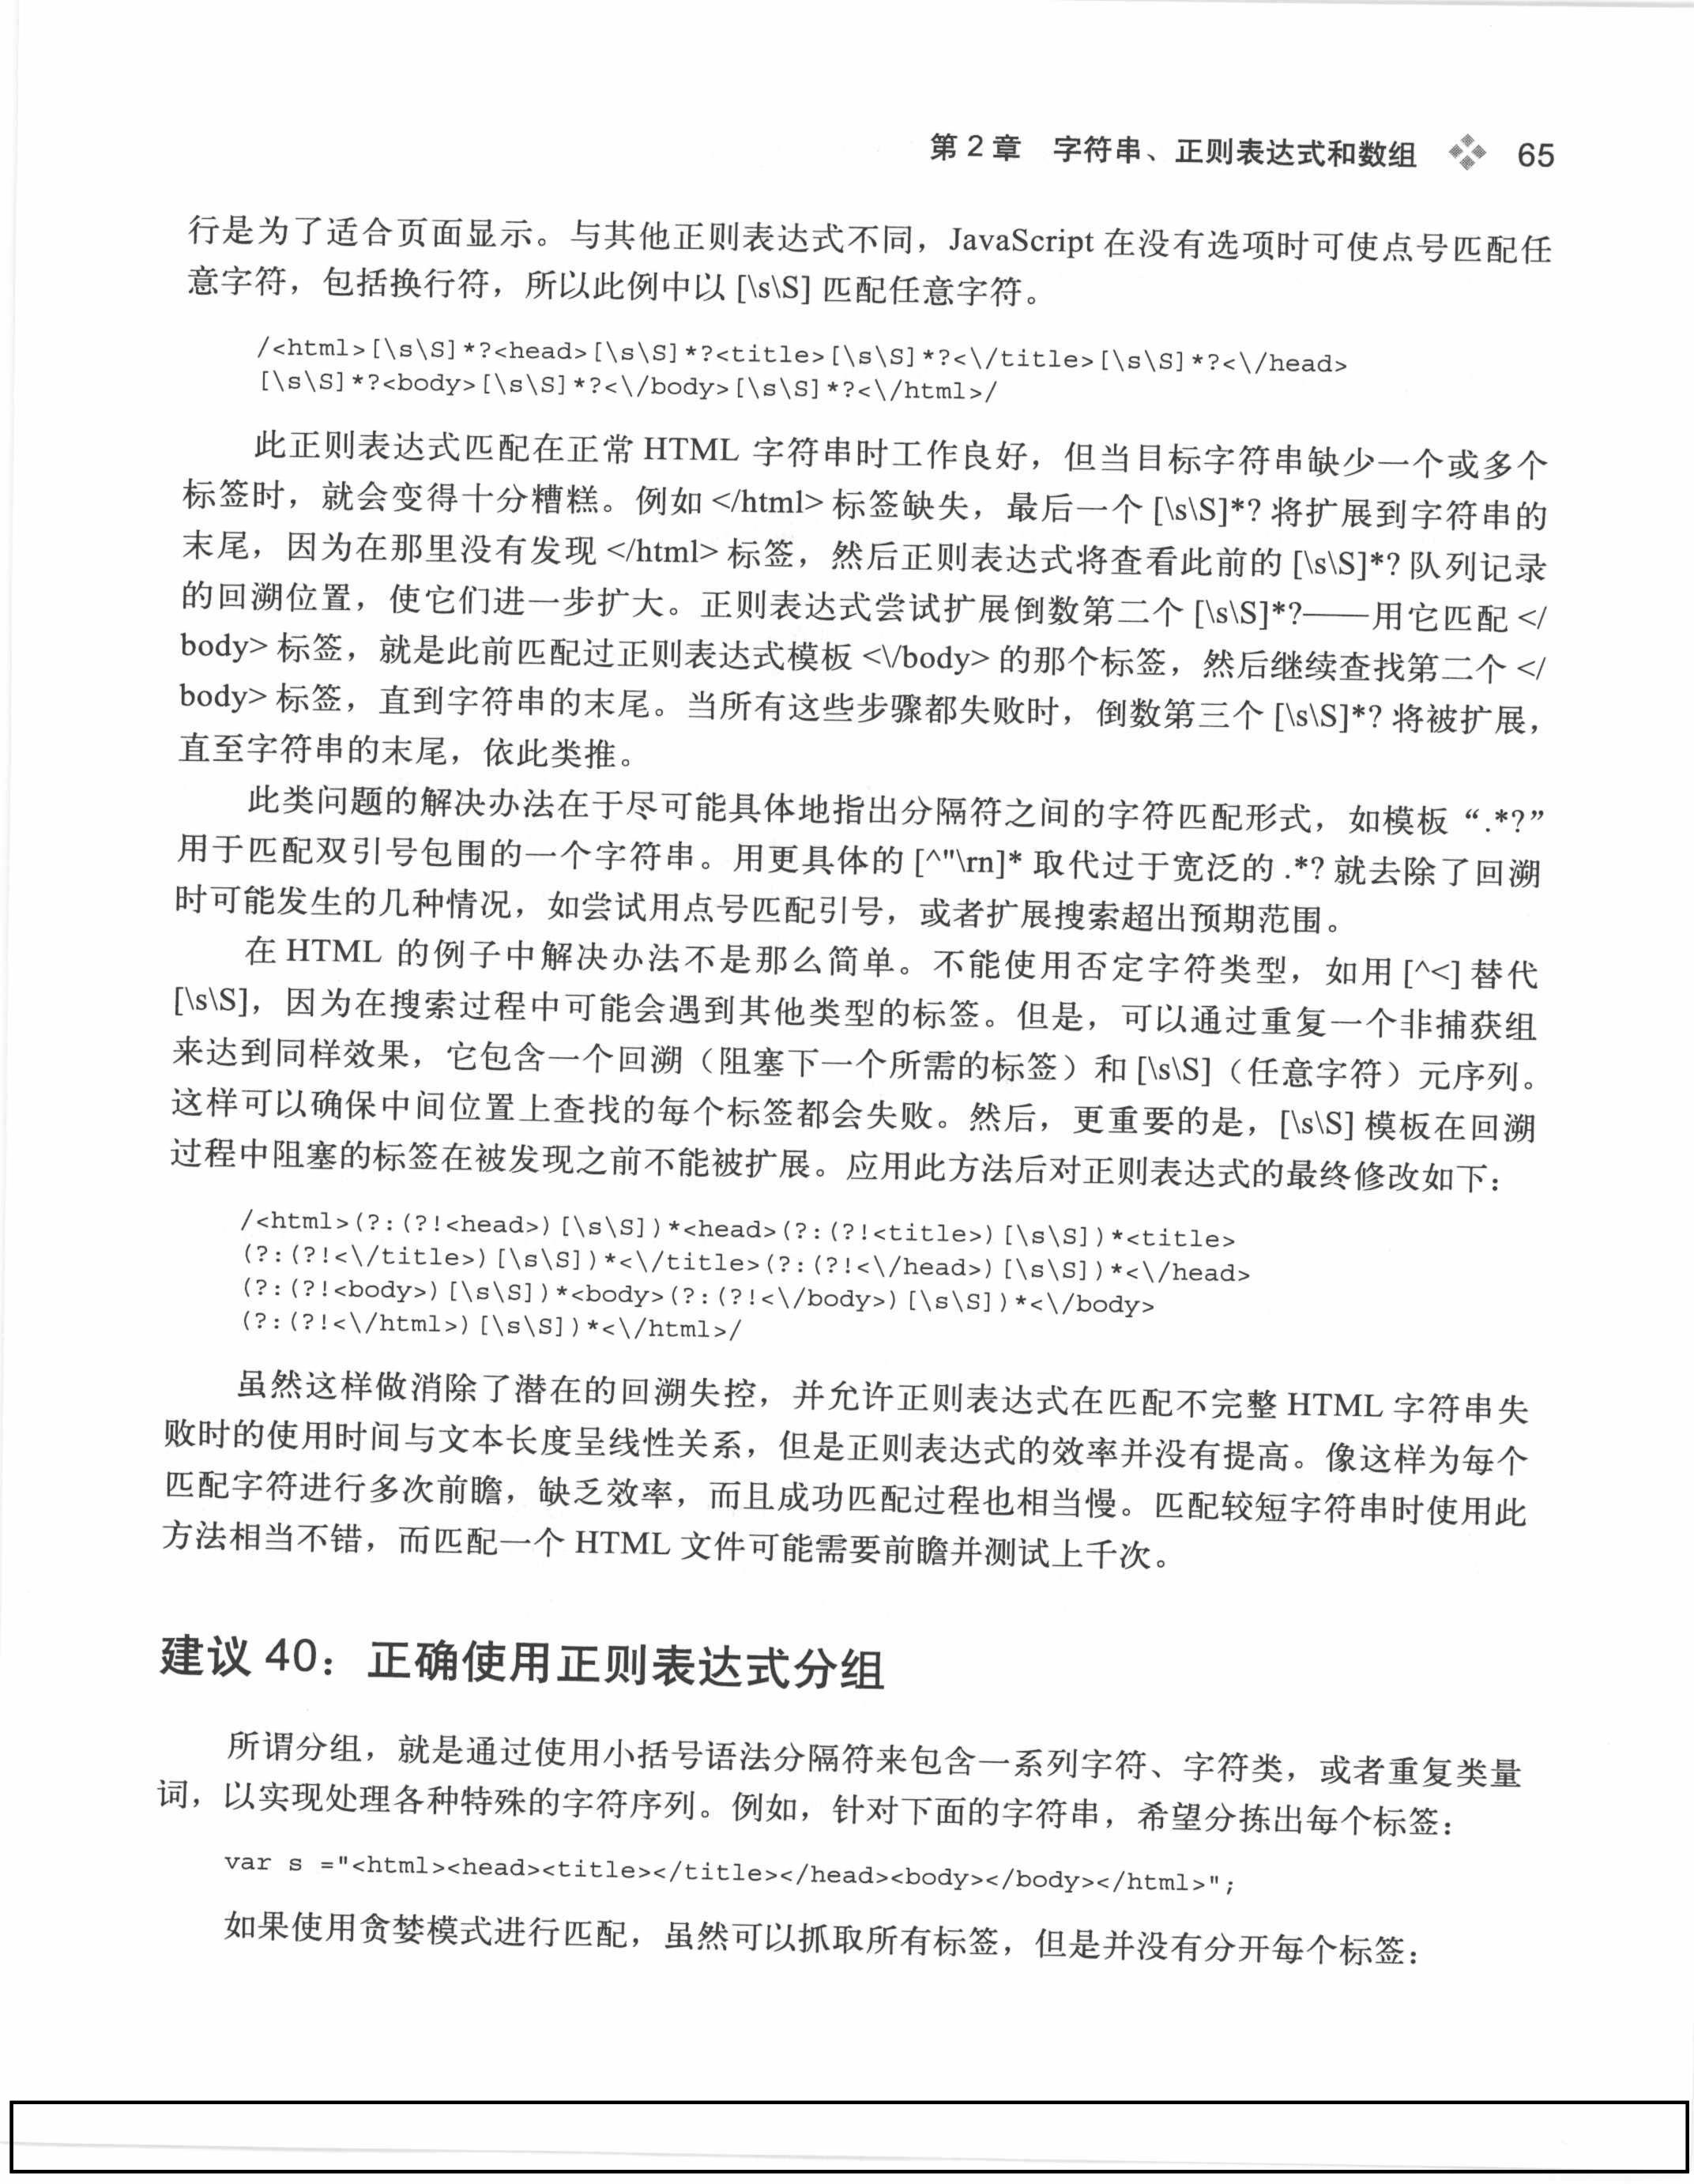 第 2 章 字符串、正则表达式和数组 65
行是为了适合页面显示。与其他正则表达式不同，JavaScript 在没有选项时可使点号匹配任
意字符，包括换行符，所以此例中以 [\s\S] 匹配任意字符。
/<html>[\s\S]*?<head>[\s\S]*?<title>[\s\S]*?<\/title>[\s\S]*?<\/head>
[\s\S]*?<body>[\s\S]*?<\/body>[\s\S]*?<\/html>/
此正则表达式匹配在正常 HTML 字符串时工作良好，但当目标字符串缺少一个或多个
标签时，就会变得十分糟糕。例如 </html> 标签缺失，最后一个 [\s\S]*? 将扩展到字符串的
末尾，因为在那里没有发现 </html> 标签，然后正则表达式将查看此前的 [\s\S]*? 队列记录
的回溯位置，使它们进一步扩大。正则表达式尝试扩展倒数第二个 [\s\S]*?——用它匹配 </
body> 标签，就是此前匹配过正则表达式模板 <\/body> 的那个标签，然后继续查找第二个 </
body> 标签，直到字符串的末尾。当所有这些步骤都失败时，倒数第三个 [\s\S]*? 将被扩展，
直至字符串的末尾，依此类推。
此类问题的解决办法在于尽可能具体地指出分隔符之间的字符匹配形式，如模板 “.*?”
用于匹配双引号包围的一个字符串。用更具体的 [^"\rn]* 取代过于宽泛的 .*? 就去除了回溯
时可能发生的几种情况，如尝试用点号匹配引号，或者扩展搜索超出预期范围。
在 HTML 的例子中解决办法不是那么简单。不能使用否定字符类型，如用 [^<] 替代
[\s\S]，因为在搜索过程中可能会遇到其他类型的标签。但是，可以通过重复一个非捕获组
来达到同样效果，它包含一个回溯（阻塞下一个所需的标签）和 [\s\S]（任意字符）元序列。
这样可以确保中间位置上查找的每个标签都会失败。然后，更重要的是，[\s\S] 模板在回溯
过程中阻塞的标签在被发现之前不能被扩展。应用此方法后对正则表达式的最终修改如下：
/<html>(?:(?!<head>)[\s\S])*<head>(?:(?!<title>)[\s\S])*<title>
(?:(?!<\/title>)[\s\S])*<\/title>(?:(?!<\/head>)[\s\S])*<\/head>
(?:(?!<body>)[\s\S])*<body>(?:(?!<\/body>)[\s\S])*<\/body>
(?:(?!<\/html>)[\s\S])*<\/html>/
虽然这样做消除了潜在的回溯失控，并允许正则表达式在匹配不完整 HTML 字符串失
败时的使用时间与文本长度呈线性关系，但是正则表达式的效率并没有提高。像这样为每个
匹配字符进行多次前瞻，缺乏效率，而且成功匹配过程也相当慢。匹配较短字符串时使用此
方法相当不错，而匹配一个 HTML 文件可能需要前瞻并测试上千次。
建议 40：正确使用正则表达式分组
所谓分组，就是通过使用小括号语法分隔符来包含一系列字符、字符类，或者重复类量
词，以实现处理各种特殊的字符序列。例如，针对下面的字符串，希望分拣出每个标签：
var s ="<html><head><title></title></head><body></body></html>";
如果使用贪婪模式进行匹配，虽然可以抓取所有标签，但是并没有分开每个标签：